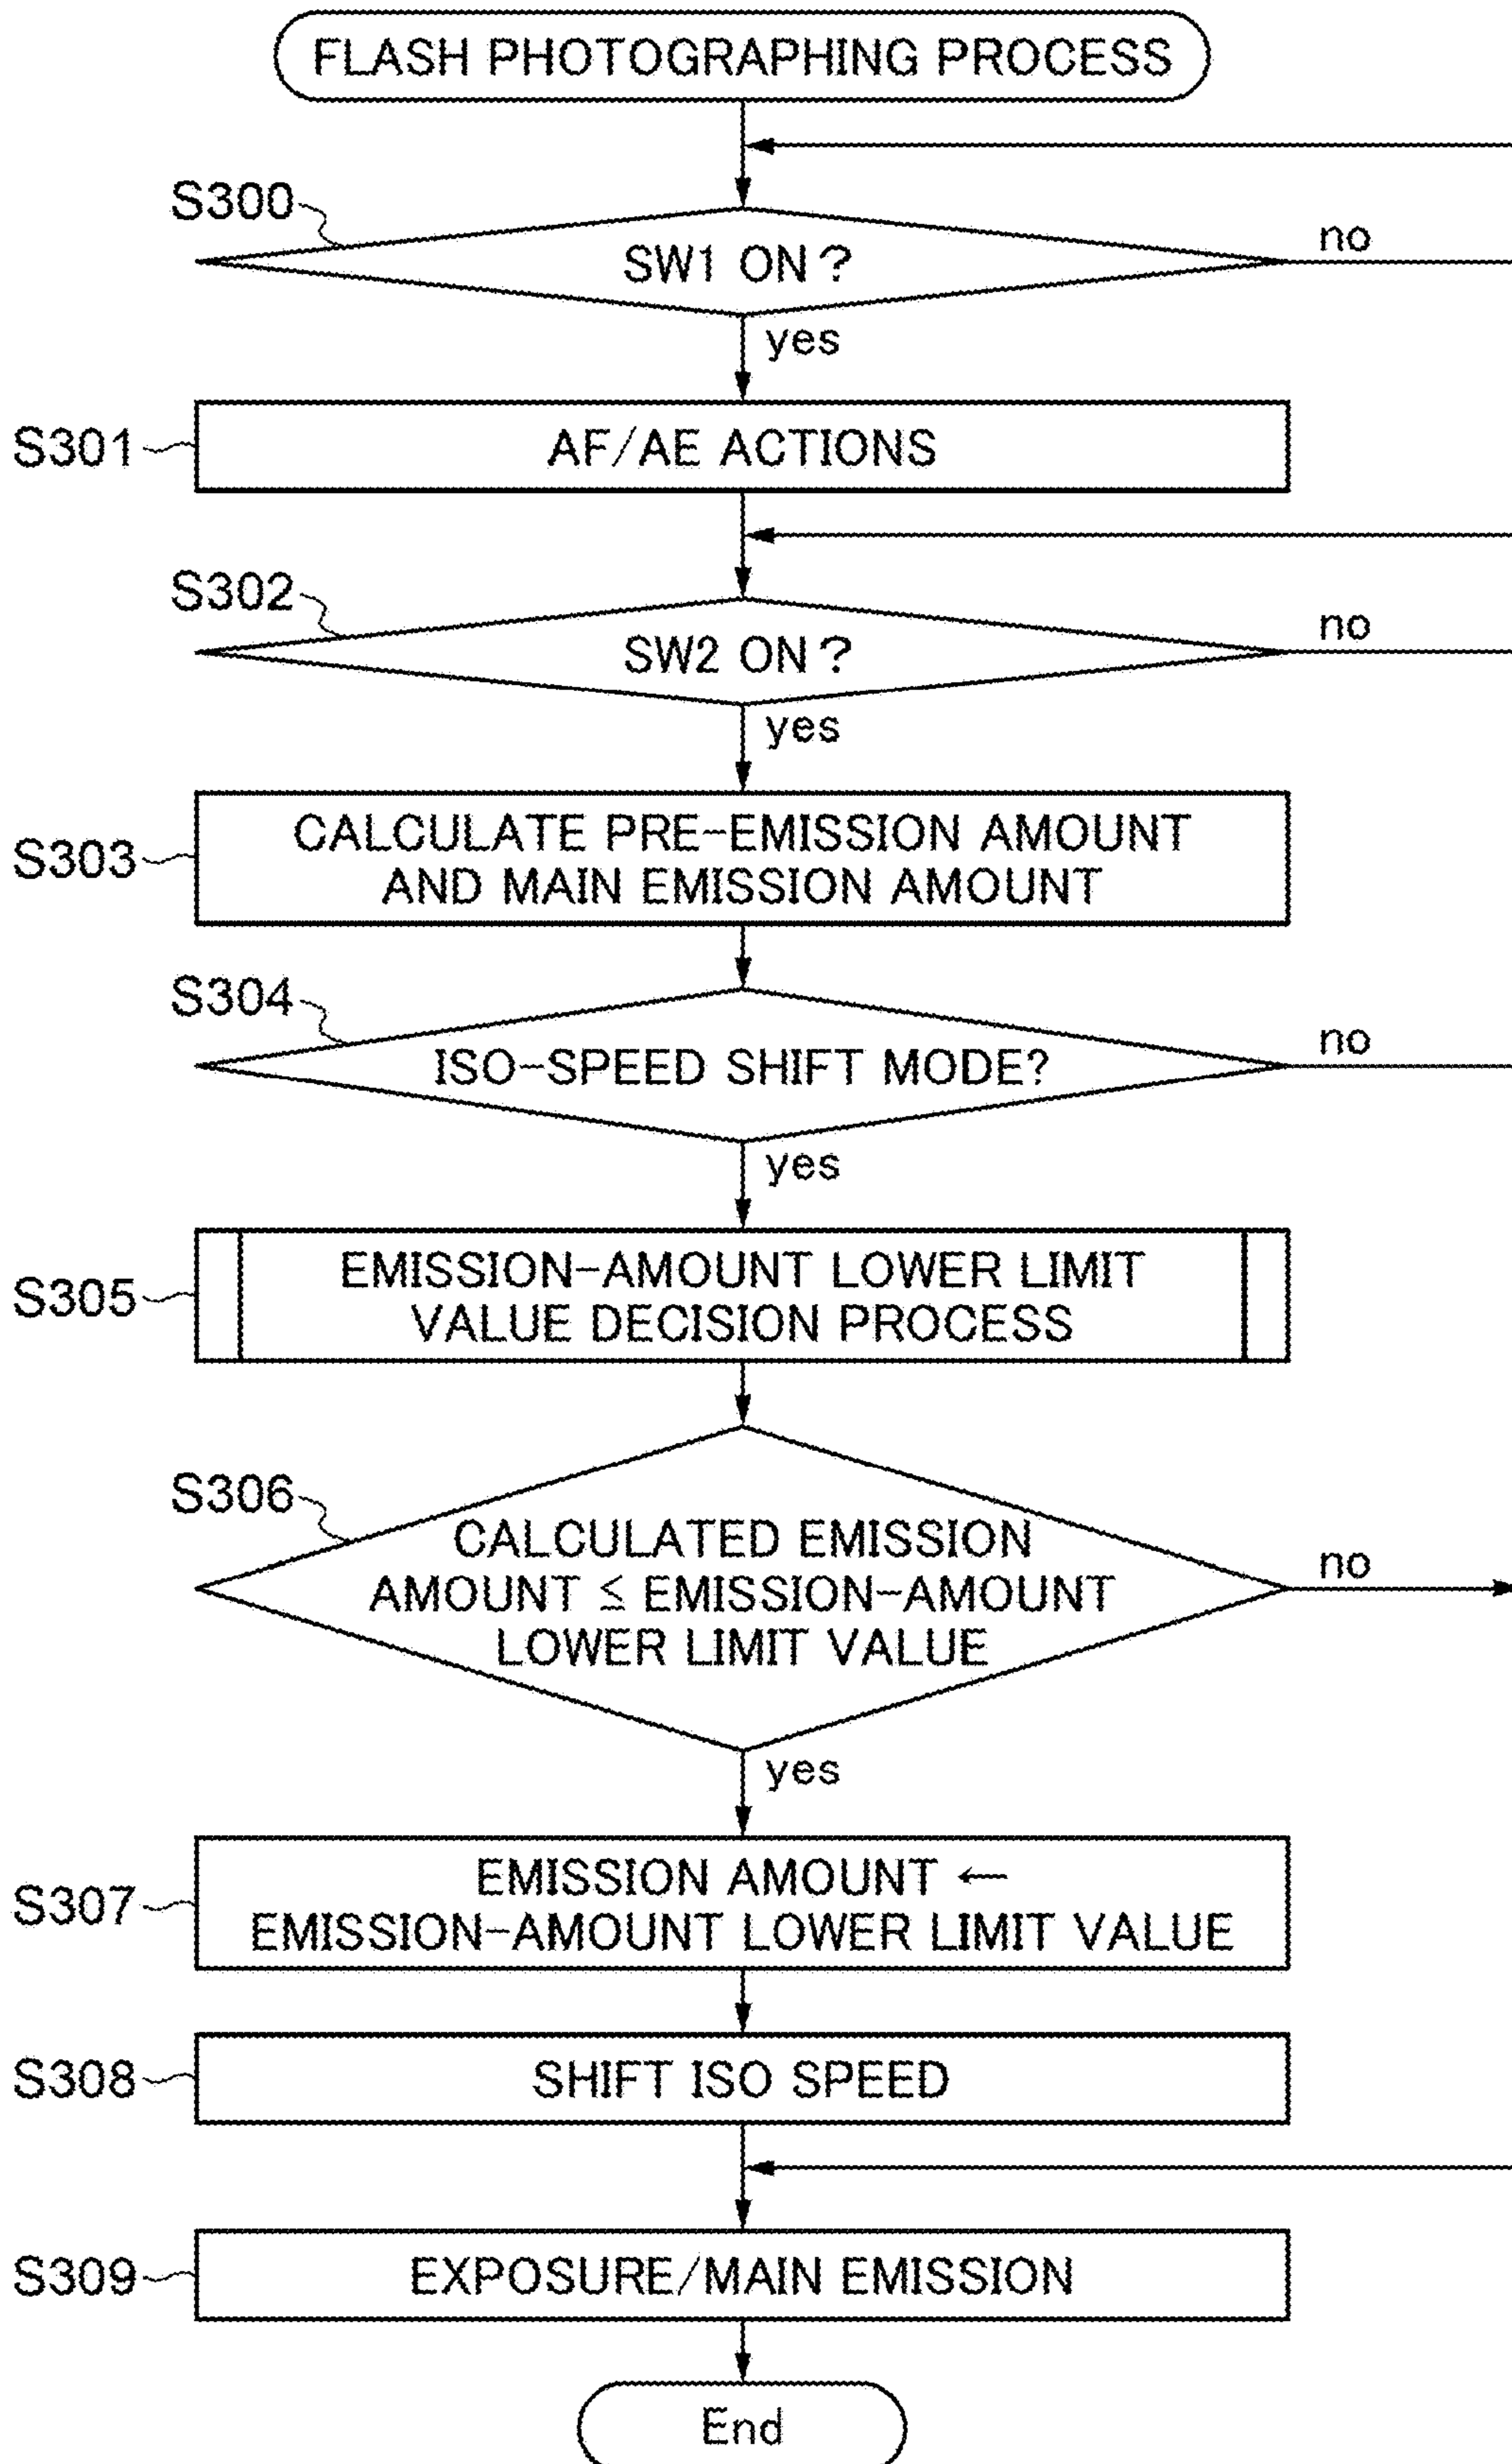 FLASH PHOTOGRAPHING PROCESS
S300
SW1 ON?
no
yes
S301
AF/AE ACTIONS
S302
SW2 ON?
no
yes
S303
CALCULATE PRE-EMISSION AMOUNT
AND MAIN EMISSION AMOUNT
S304
ISO-SPEED SHIFT MODE?
no
yes
S305
EMISSION-AMOUNT LOWER LIMIT
VALUE DECISION PROCESS
S306
CALCULATED EMISSION
AMOUNT ≦ EMISSION-AMOUNT
LOWER LIMIT VALUE
no
yes
S307
EMISSION AMOUNT ←
EMISSION-AMOUNT LOWER LIMIT VALUE
S308
SHIFT ISO SPEED
S309
EXPOSURE/MAIN EMISSION
End